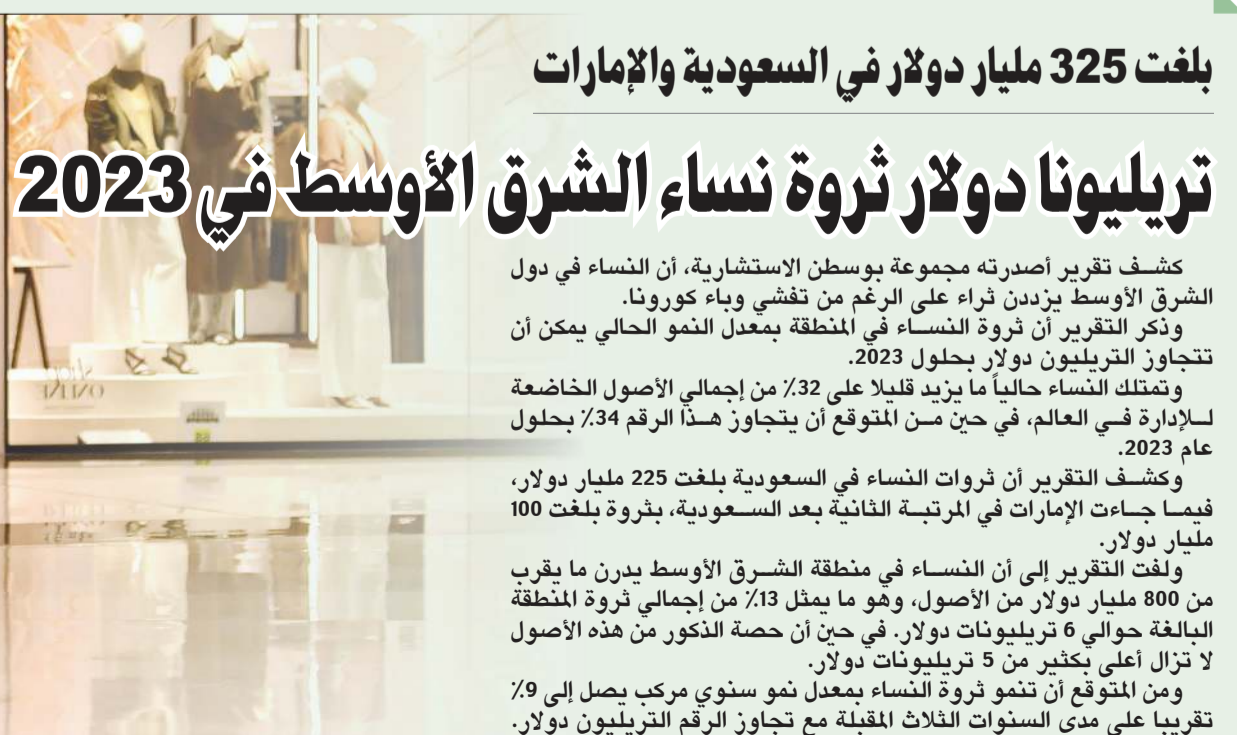 بلغت 325 مليار دولار في السعودية والإمارات
تريليونا دولار ثروة نساء الشرق الأوسط في 2023
كشف تقرير أصدرته مجموعة بوسطن الاستشارية، أن النساء في دول
الشرق الأوسط يزددن ثراء على الرغم من تفشي وباء كورونا.
وذكر التقرير أن ثروة النساء في المنطقة بمعدل النمو الحالي يمكن أن
تتجاوز التريليون دولار بحلول 2023.
وتمتلك النساء حالياً ما يزيد قليلا على 32٪ من إجمالي الأصول الخاضعة
للإدارة في العالم، في حين من المتوقع أن يتجاوز هذا الرقم 34٪ بحلول
عام 2023.
وكشف التقرير أن ثروات النساء في السعودية بلغت 225 مليار دولار،
فيما جاءت الإمارات في المرتبة الثانية بعد السعودية، بثروة بلغت 100
مليار دولار.
ولفت التقرير إلى أن النساء في منطقة الشرق الأوسط يدرن ما يقرب
من 800 مليار دولار من الأصول، وهو ما يمثل 13٪ من إجمالي ثروة المنطقة
البالغة حوالي 6 تريليونات دولار. في حين أن حصة الذكور من هذه الأصول
لا تزال أعلى بكثير من 5 تريليونات دولار.
ومن المتوقع أن تنمو ثروة النساء بمعدل نمو سنوي مركب يصل إلى 9٪
تقريبا على مدى السنوات الثلاث المقبلة مع تجاوز الرقم التريليون دولار.
shop
ONLINE